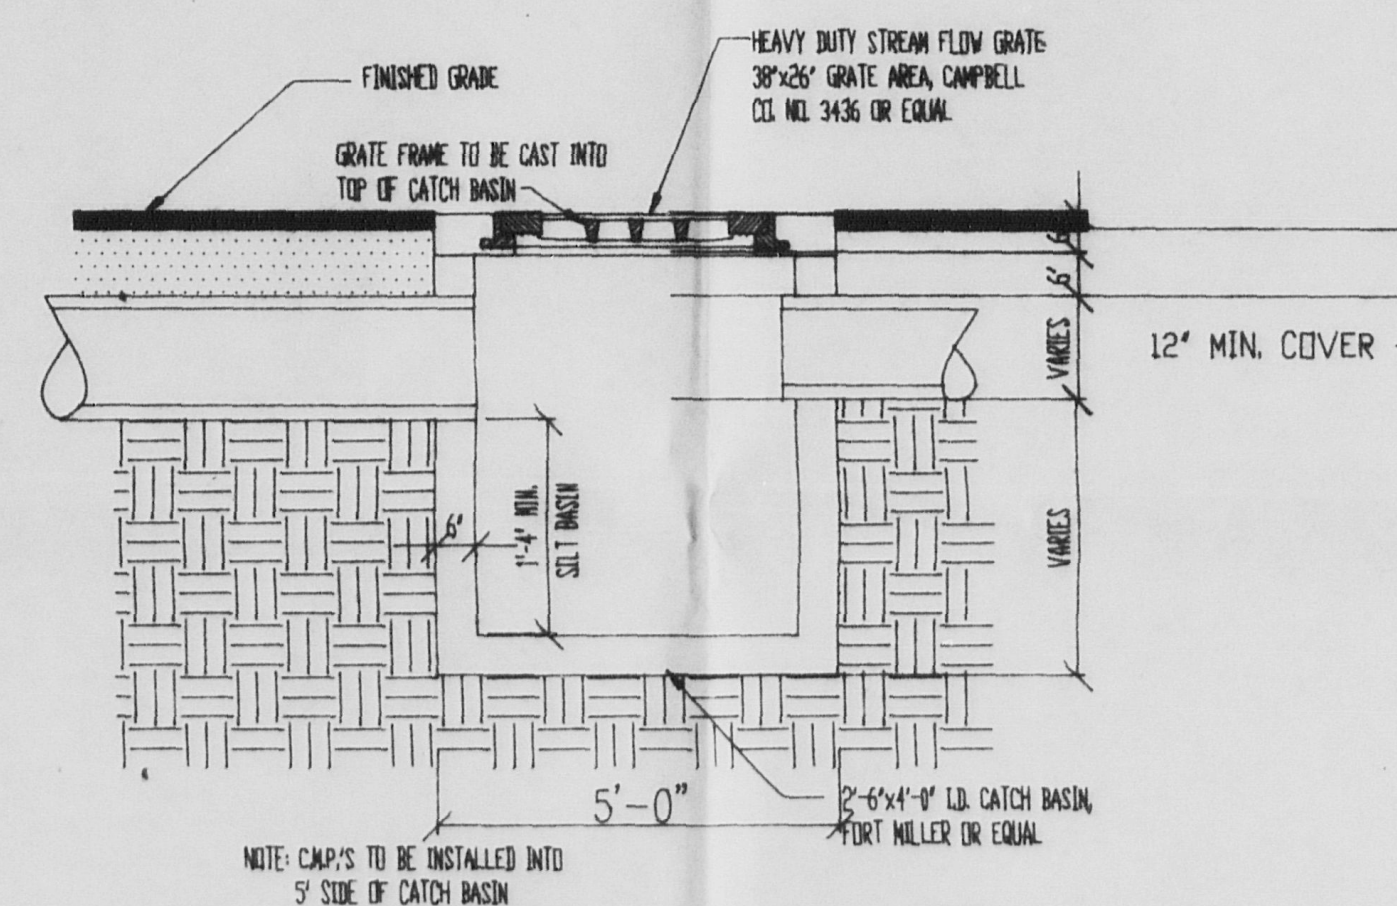 HEAVY DUTY STREAM FLOW GRATE
38"x26" GRATE AREA, CAMPBELL
CO. NO. 3436 OR EQUAL
FINISHED GRADE
GRATE FRAME TO BE CAST INTO
TOP OF CATCH BASIN
6"
6"
12" MIN. COVER
VARIES
VARIES
6"
1'-4" MIN.
SILT BASIN
5'-0"
2'-6"x4'-0" I.D. CATCH BASIN,
FORT MILLER OR EQUAL
NOTE: C.M.P.'S TO BE INSTALLED INTO
5' SIDE OF CATCH BASIN